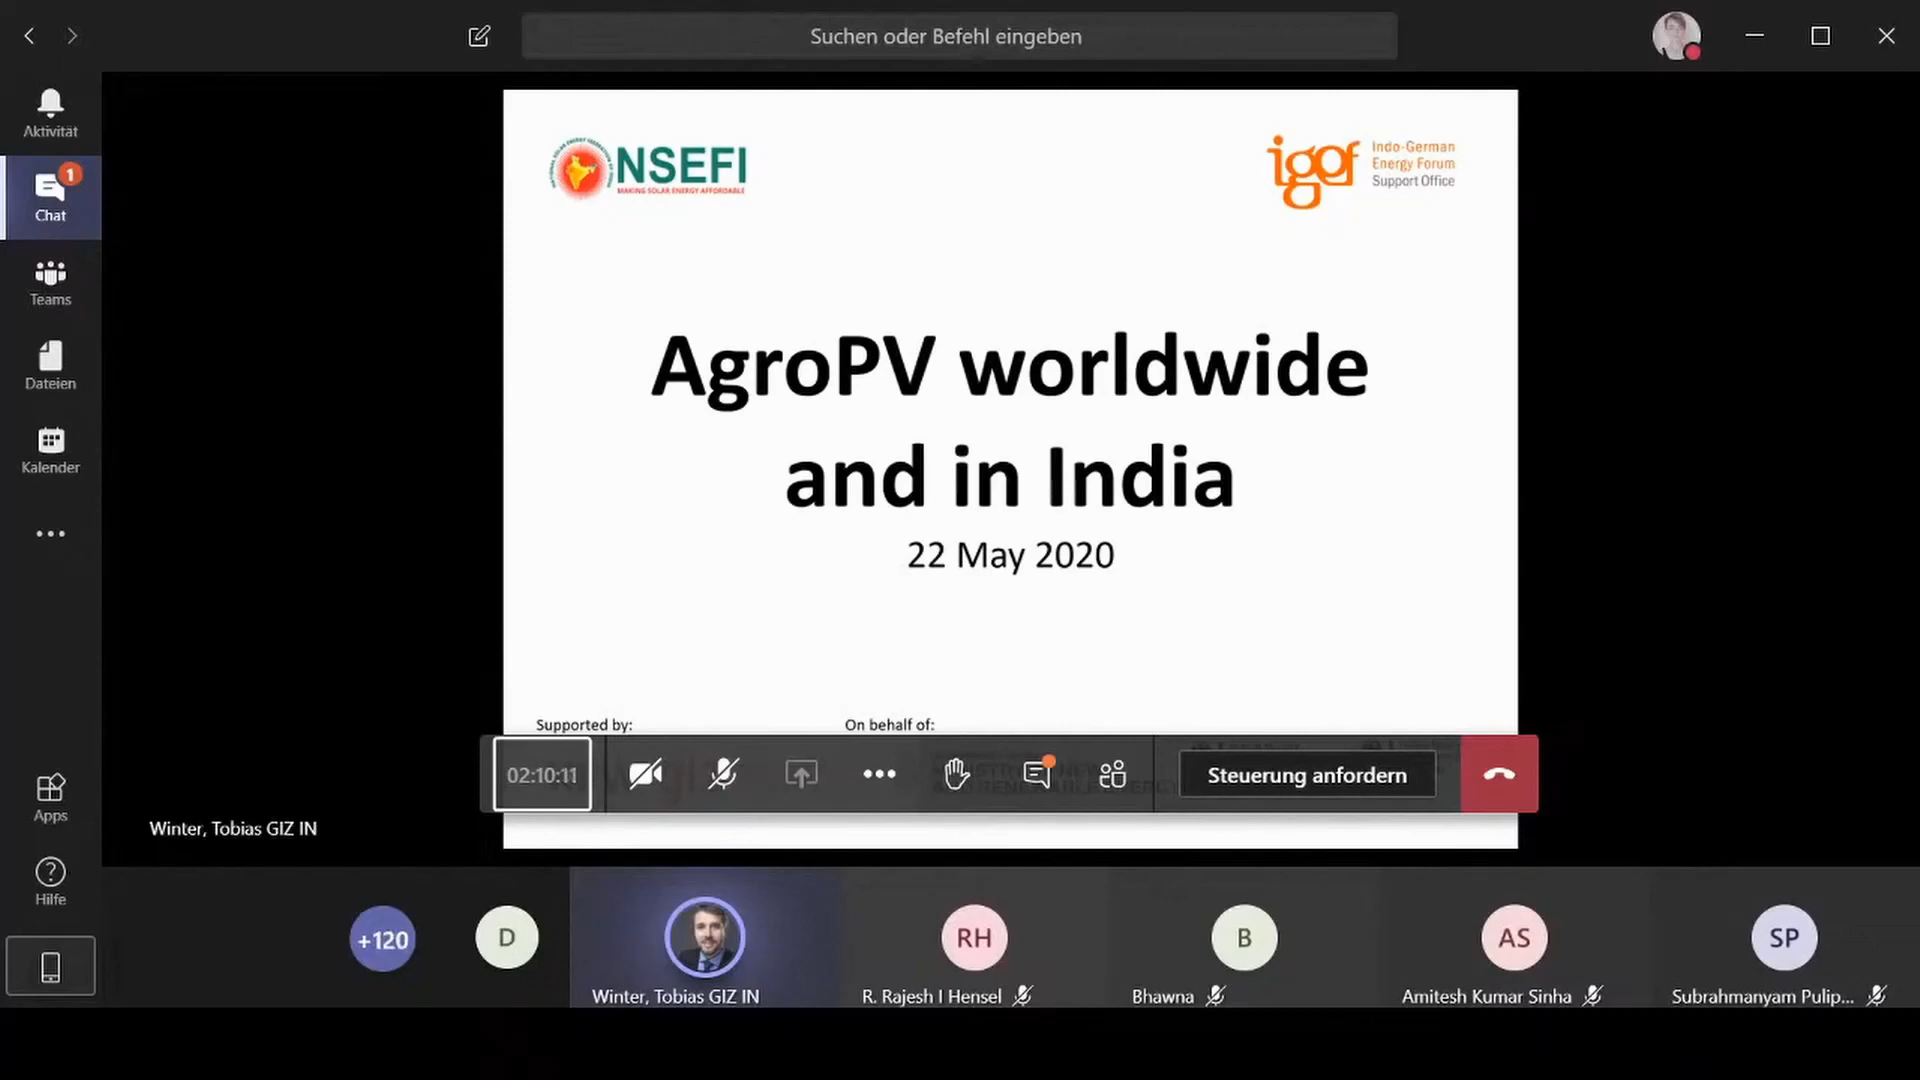 Suchen oder Befehl eingeben
Aktivität
1
Chat
Teams
Dateien
Kalender
Apps
Hilfe
NSEFI
MAKING SOLAR ENERGY AFFORDABLE
igef
Indo-German
Energy Forum
Support Office
AgroPV worldwide
and in India
22 May 2020
Supported by:
On behalf of:
02:10:11
Steuerung anfordern
Winter, Tobias GIZ IN
+120
D
RH
B
AS
SP
Winter, Tobias GIZ IN
R. Rajesh I Hensel
Bhawna
Amitesh Kumar Sinha
Subrahmanyam Pulip...